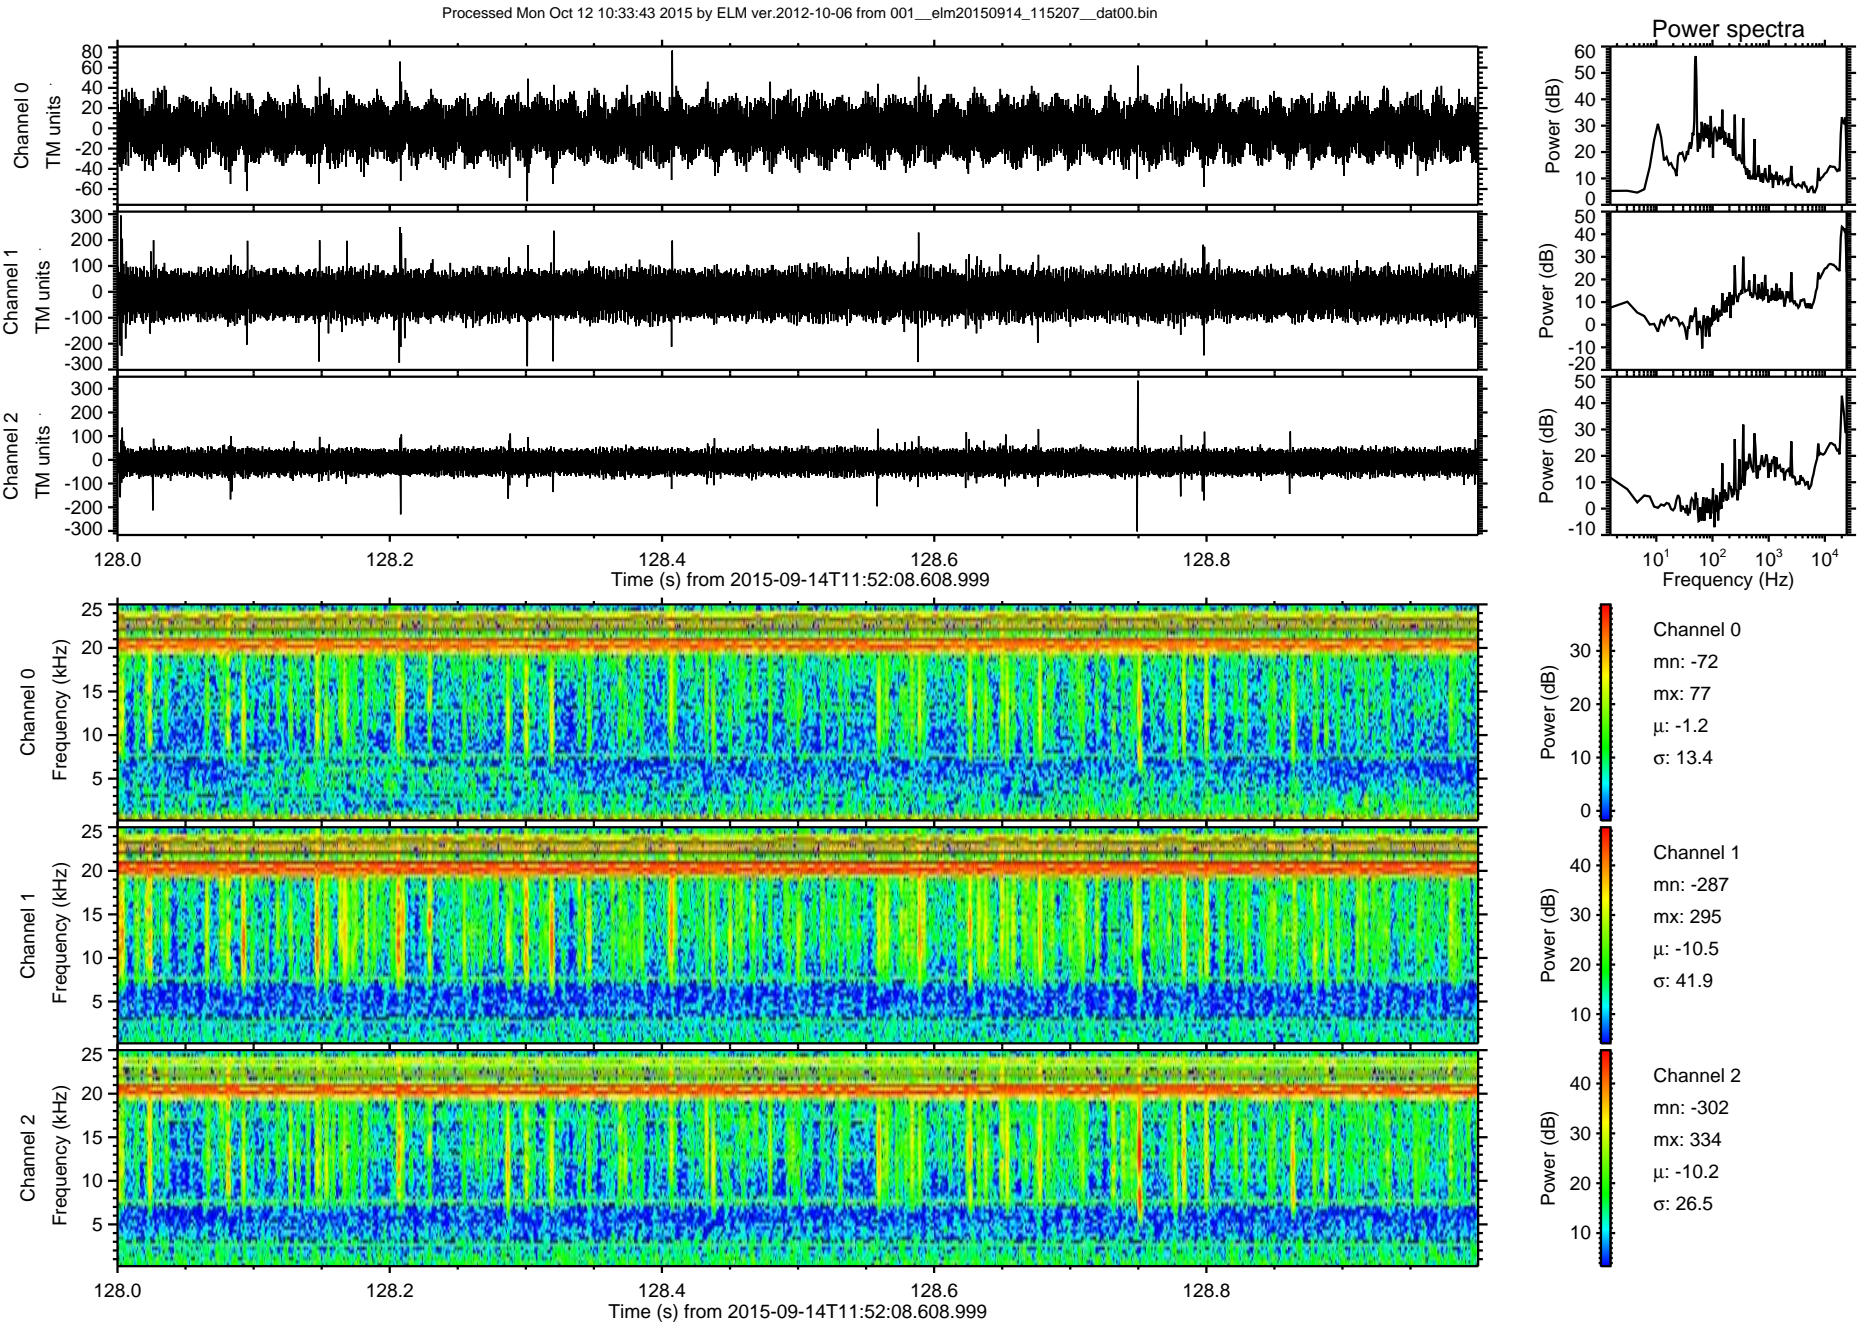 Processed Mon Oct 12 10:33:43 2015 by ELM ver.2012-10-06 from 001__elm20150914_115207__dat00.bin
Power spectra
Channel 0
TM units
80
60
40
20
0
-20
-40
-60
Power (dB)
60
50
40
30
20
10
0
Channel 1
TM units
300
200
100
0
-100
-200
-300
Power (dB)
50
40
30
20
10
0
-10
-20
Channel 2
TM units
300
200
100
0
-100
-200
-300
Power (dB)
50
40
30
20
10
0
-10
128.0 128.2 128.4 128.6 128.8
Time (s) from 2015-09-14T11:52:08.608.999
10¹ 10² 10³ 10⁴
Frequency (Hz)
Channel 0
Frequency (kHz)
25
20
15
10
5
Power (dB)
30
20
10
0
Channel 0
mn: -72
mx: 77
μ: -1.2
σ: 13.4
Channel 1
Frequency (kHz)
25
20
15
10
5
Power (dB)
40
30
20
10
Channel 1
mn: -287
mx: 295
μ: -10.5
σ: 41.9
Channel 2
Frequency (kHz)
25
20
15
10
5
Power (dB)
40
30
20
10
Channel 2
mn: -302
mx: 334
μ: -10.2
σ: 26.5
128.0 128.2 128.4 128.6 128.8
Time (s) from 2015-09-14T11:52:08.608.999